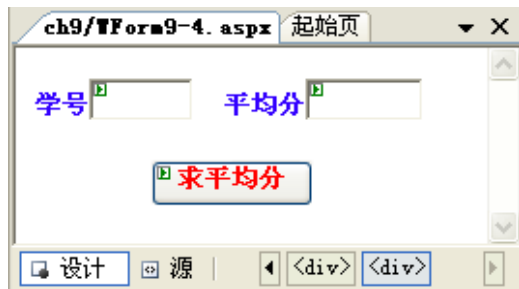 ch9/WForm9-4.aspx 起始页
学号 平均分
求平均分
设计 源 <div> <div>